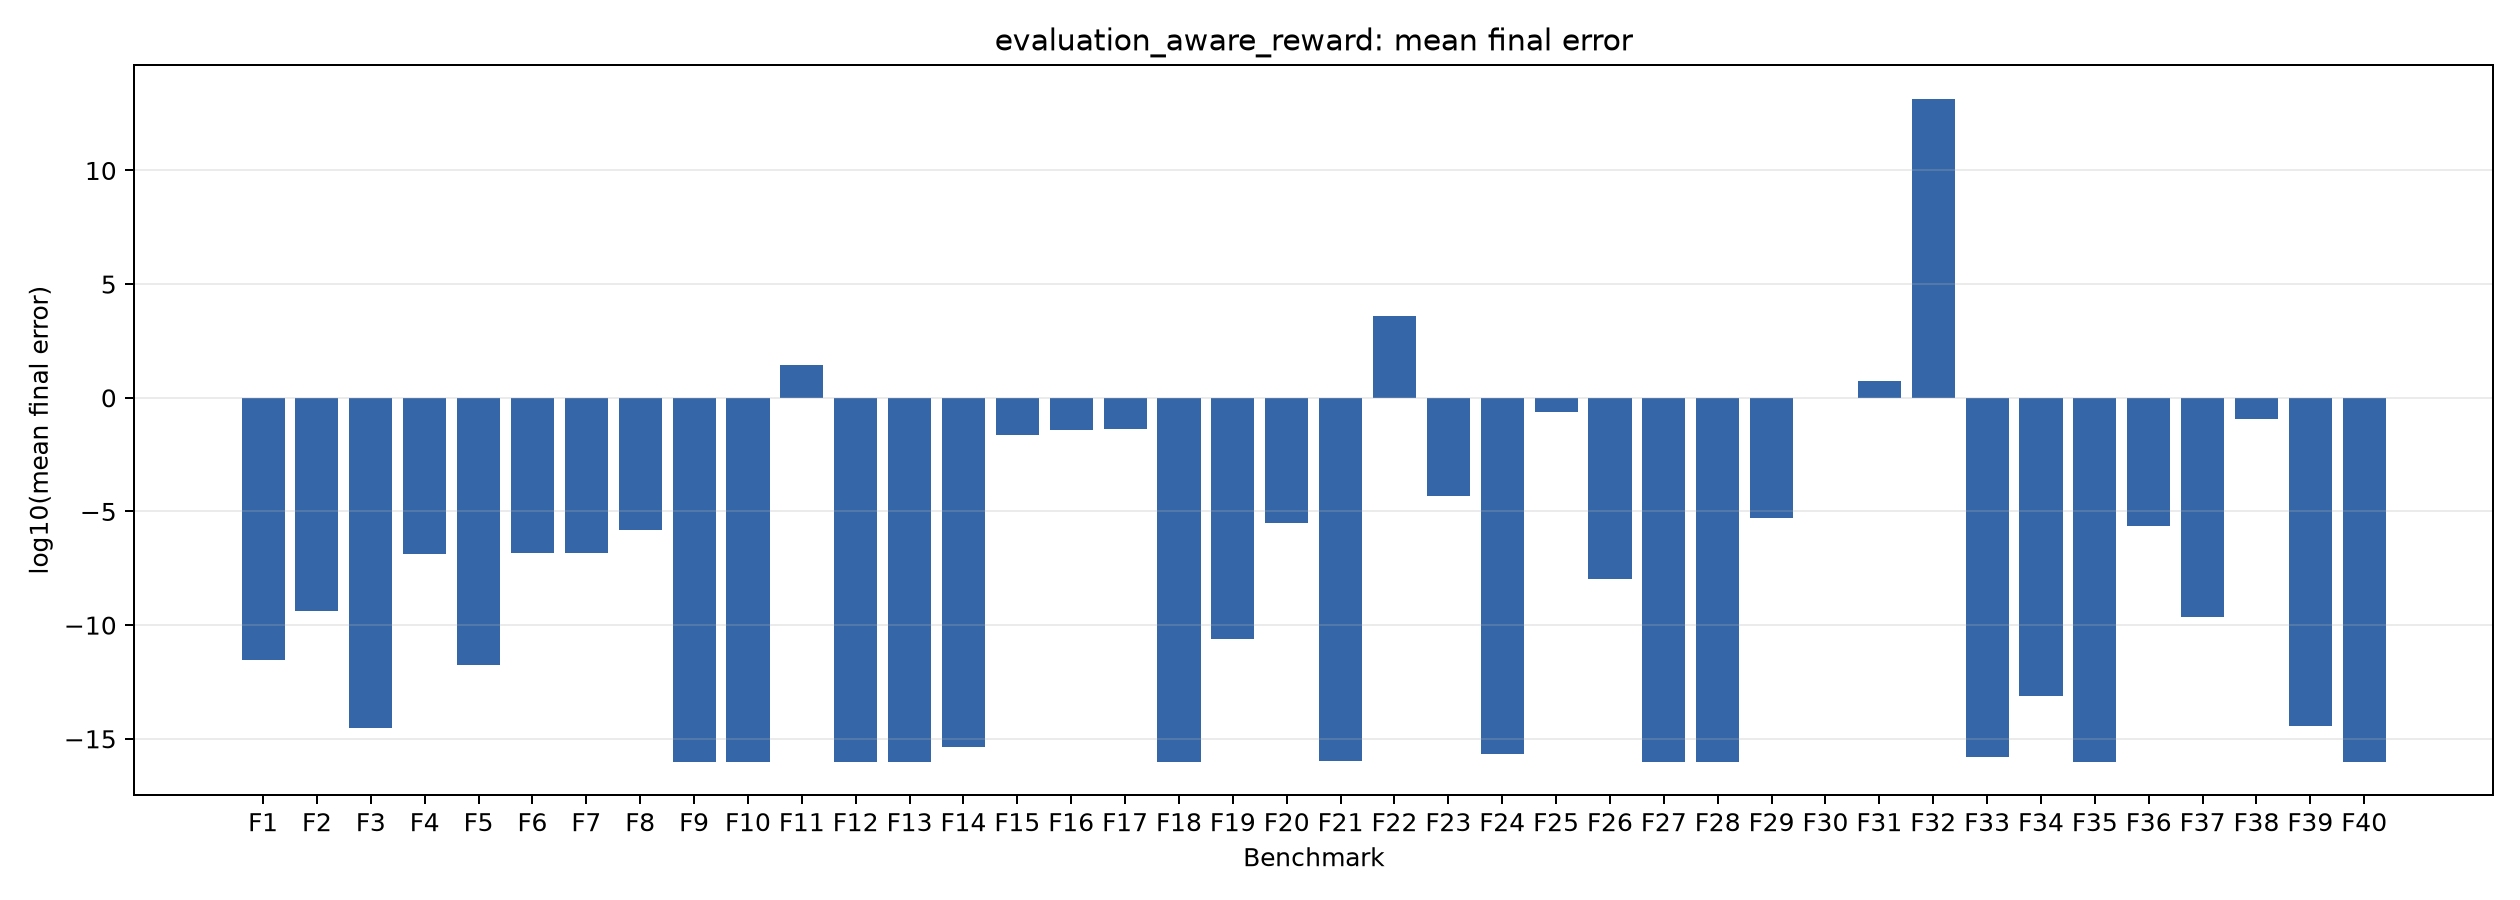 evaluation_aware_reward: mean final error
log10(mean final error)
10
5
0
−5
−10
−15
F1 F2 F3 F4 F5 F6 F7 F8 F9 F10 F11 F12 F13 F14 F15 F16 F17 F18 F19 F20 F21 F22 F23 F24 F25 F26 F27 F28 F29 F30 F31 F32 F33 F34 F35 F36 F37 F38 F39 F40
Benchmark